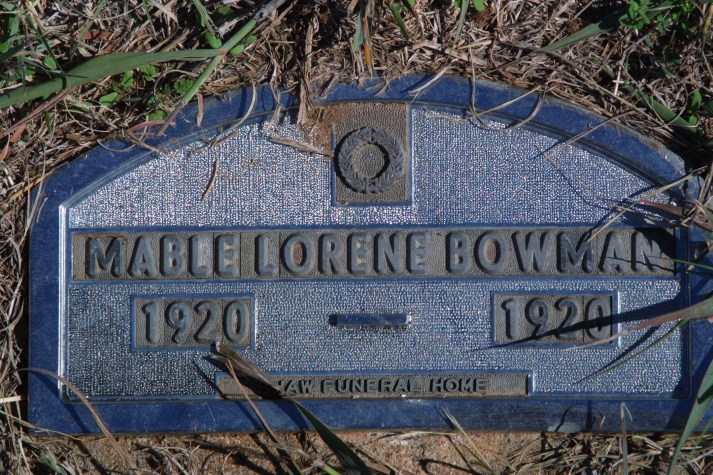 MABLE LORENE BOWMAN
1920 - 1920
FUNERAL HOME